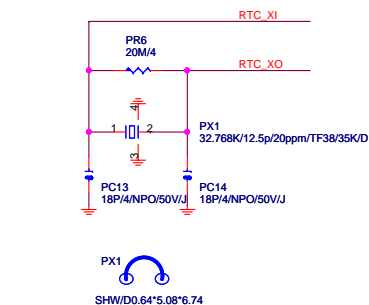 RTC_XI
PR6
20M/4
RTC_XO
4
1
2
3
PX1
32.768K/12.5p/20ppm/TF38/35K/D
PC13
18P/4/NPO/50V/J
PC14
18P/4/NPO/50V/J
PX1
SHW/D0.64*5.08*6.74